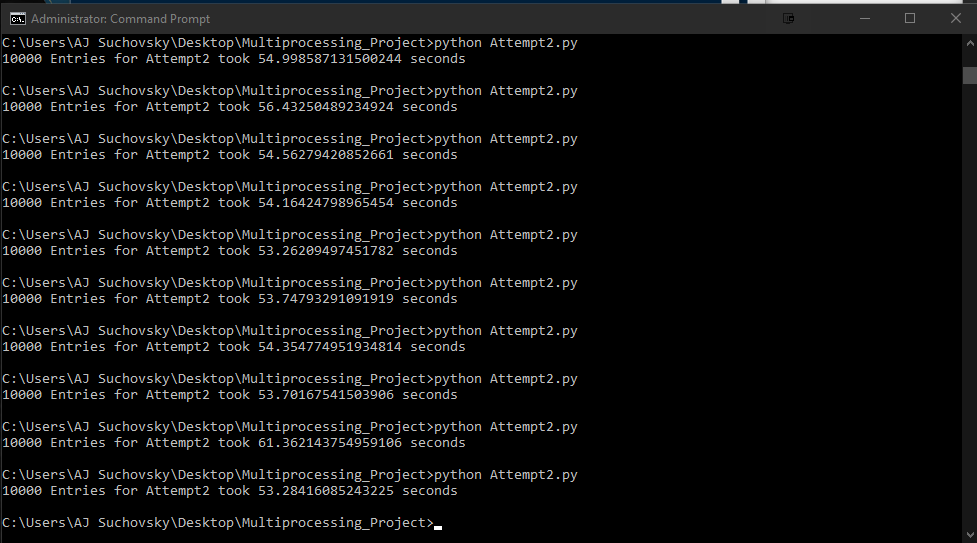 Administrator: Command Prompt
C:\Users\AJ Suchovsky\Desktop\Multiprocessing_Project>python Attempt2.py
10000 Entries for Attempt2 took 54.998587131500244 seconds
C:\Users\AJ Suchovsky\Desktop\Multiprocessing_Project>python Attempt2.py
10000 Entries for Attempt2 took 56.43250489234924 seconds
C:\Users\AJ Suchovsky\Desktop\Multiprocessing_Project>python Attempt2.py
10000 Entries for Attempt2 took 54.56279420852661 seconds
C:\Users\AJ Suchovsky\Desktop\Multiprocessing_Project>python Attempt2.py
10000 Entries for Attempt2 took 54.16424798965454 seconds
C:\Users\AJ Suchovsky\Desktop\Multiprocessing_Project>python Attempt2.py
10000 Entries for Attempt2 took 53.26209497451782 seconds
C:\Users\AJ Suchovsky\Desktop\Multiprocessing_Project>python Attempt2.py
10000 Entries for Attempt2 took 53.74793291091919 seconds
C:\Users\AJ Suchovsky\Desktop\Multiprocessing_Project>python Attempt2.py
10000 Entries for Attempt2 took 54.354774951934814 seconds
C:\Users\AJ Suchovsky\Desktop\Multiprocessing_Project>python Attempt2.py
10000 Entries for Attempt2 took 53.70167541503906 seconds
C:\Users\AJ Suchovsky\Desktop\Multiprocessing_Project>python Attempt2.py
10000 Entries for Attempt2 took 61.362143754959106 seconds
C:\Users\AJ Suchovsky\Desktop\Multiprocessing_Project>python Attempt2.py
10000 Entries for Attempt2 took 53.28416085243225 seconds
C:\Users\AJ Suchovsky\Desktop\Multiprocessing_Project>